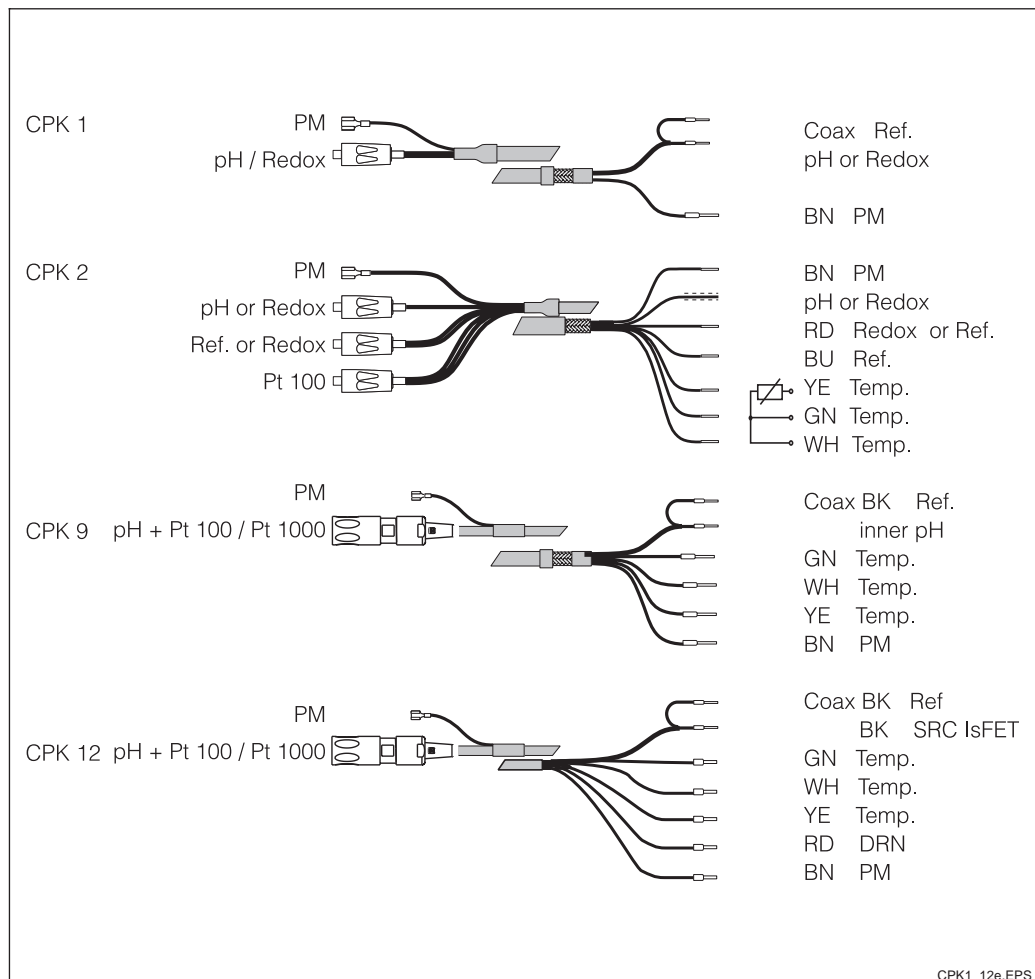 CPK 1
PM
pH / Redox
Coax Ref.
pH or Redox
BN PM
CPK 2
PM
pH or Redox
Ref. or Redox
Pt 100
BN PM
pH or Redox
RD Redox or Ref.
BU Ref.
YE Temp.
GN Temp.
WH Temp.
PM
CPK 9 pH + Pt 100 / Pt 1000
Coax BK Ref.
inner pH
GN Temp.
WH Temp.
YE Temp.
BN PM
PM
CPK 12 pH + Pt 100 / Pt 1000
Coax BK Ref
BK SRC IsFET
GN Temp.
WH Temp.
YE Temp.
RD DRN
BN PM
CPK1_12e.EPS